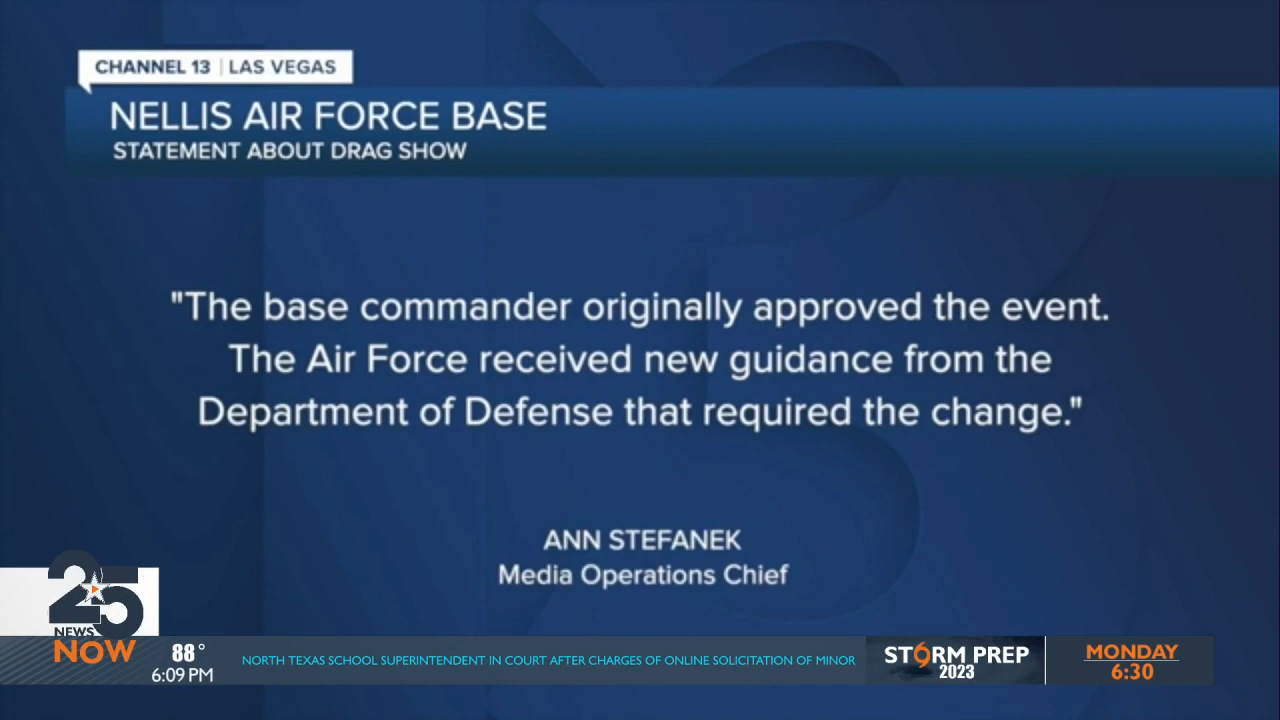 CHANNEL 13 | LAS VEGAS
NELLIS AIR FORCE BASE
STATEMENT ABOUT DRAG SHOW
"The base commander originally approved the event.
The Air Force received new guidance from the
Department of Defense that required the change."
ANN STEFANEK
Media Operations Chief
25
NEWS
NOW
88°
6:09 PM
NORTH TEXAS SCHOOL SUPERINTENDENT IN COURT AFTER CHARGES OF ONLINE SOLICITATION OF MINOR
STORM PREP
2023
MONDAY
6:30